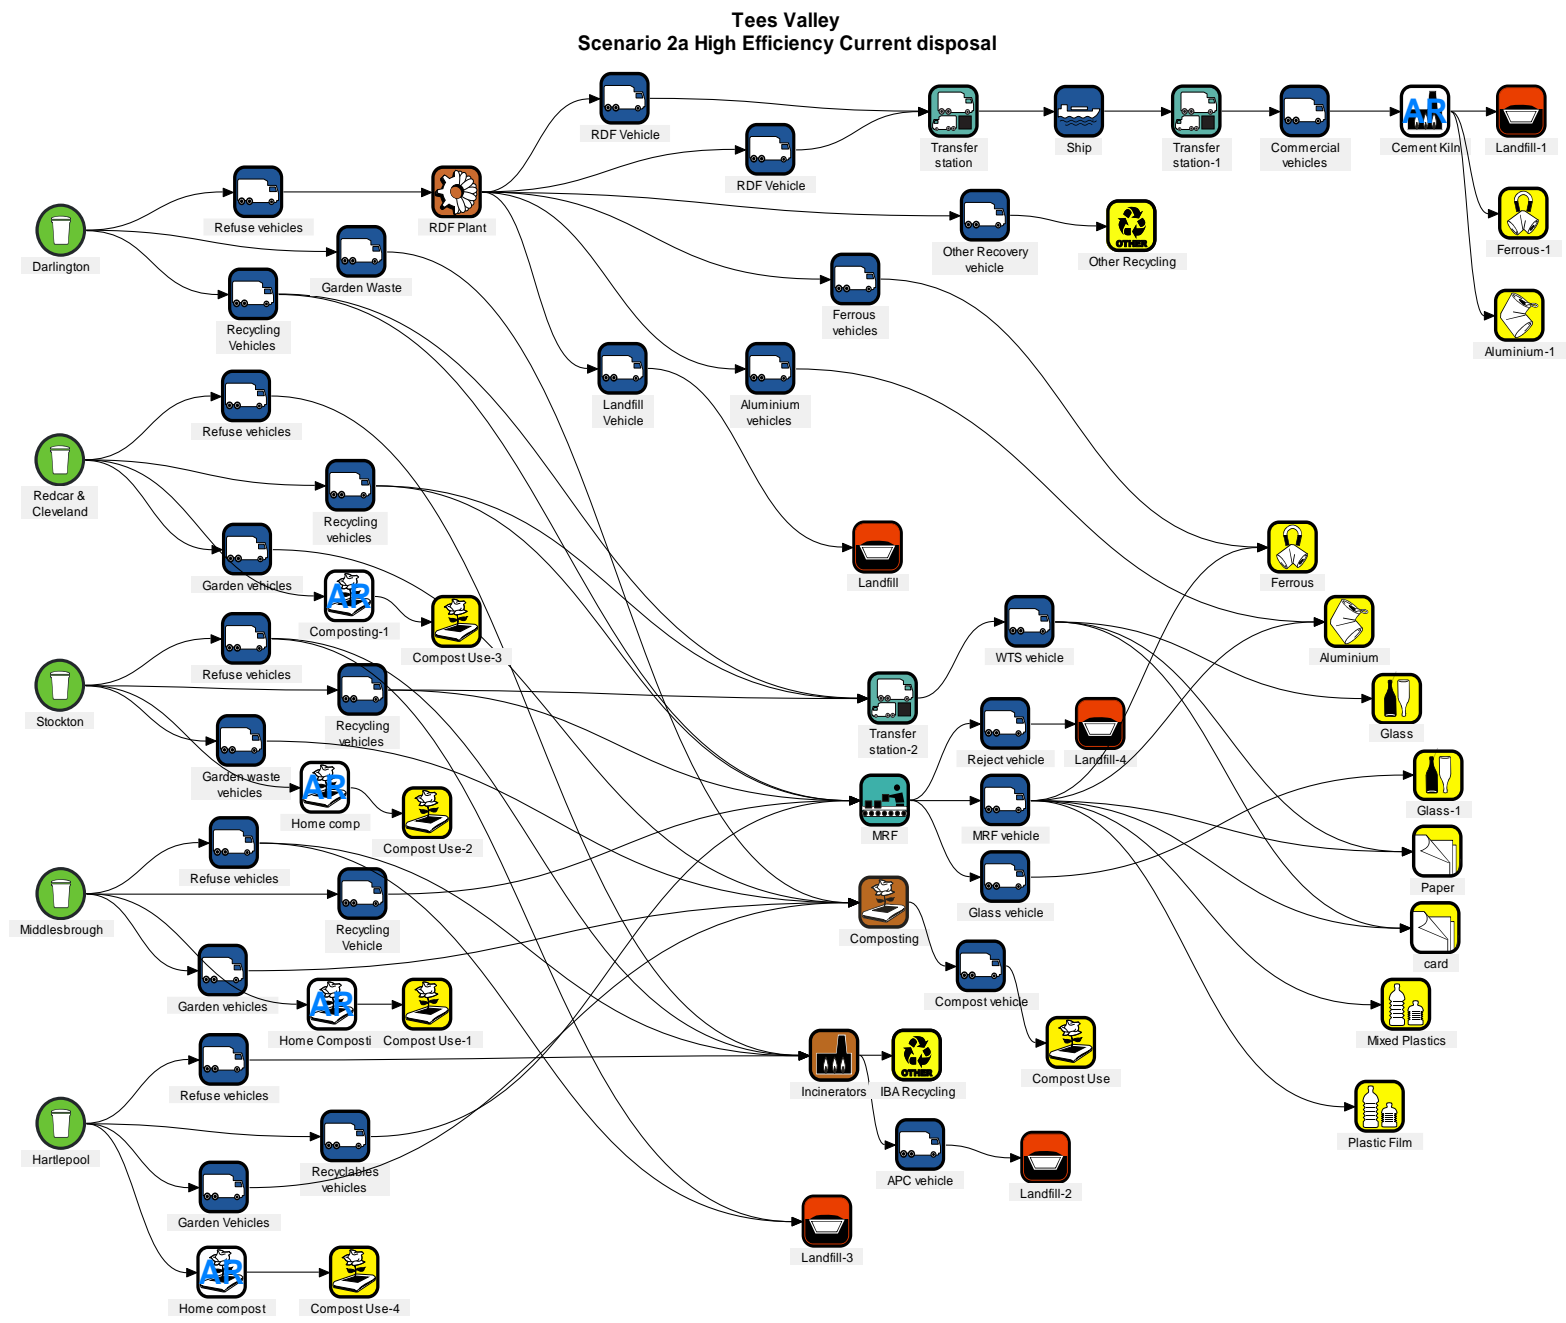 Tees Valley
Scenario 2a High Efficiency Current disposal
RDF Vehicle
Transfer
station
Ship
Transfer
station-1
Commercial
vehicles
AR
Cement Kiln
Landfill-1
RDF Vehicle
Refuse vehicles
RDF Plant
Other Recovery
vehicle
OTHER
Other Recycling
Ferrous-1
Darlington
Garden Waste
Recycling
Vehicles
Ferrous
vehicles
Aluminium-1
Landfill
Vehicle
Aluminium
vehicles
Refuse vehicles
Redcar &
Cleveland
Recycling
vehicles
Garden vehicles
Landfill
Ferrous
AR
Composting-1
Compost Use-3
WTS vehicle
Aluminium
Refuse vehicles
Stockton
Recycling
vehicles
Transfer
station-2
Reject vehicle
Landfill-4
Glass
Garden waste
vehicles
AR
Home comp
Compost Use-2
MRF
MRF vehicle
Glass-1
Refuse vehicles
Paper
Middlesbrough
Recycling
Vehicle
Composting
Glass vehicle
card
Garden vehicles
Compost vehicle
AR
Home Composti
Compost Use-1
Mixed Plastics
Refuse vehicles
Incinerators
OTHER
IBA Recycling
Compost Use
Hartlepool
Recyclables
vehicles
APC vehicle
Landfill-2
Plastic Film
Garden Vehicles
Landfill-3
AR
Home compost
Compost Use-4